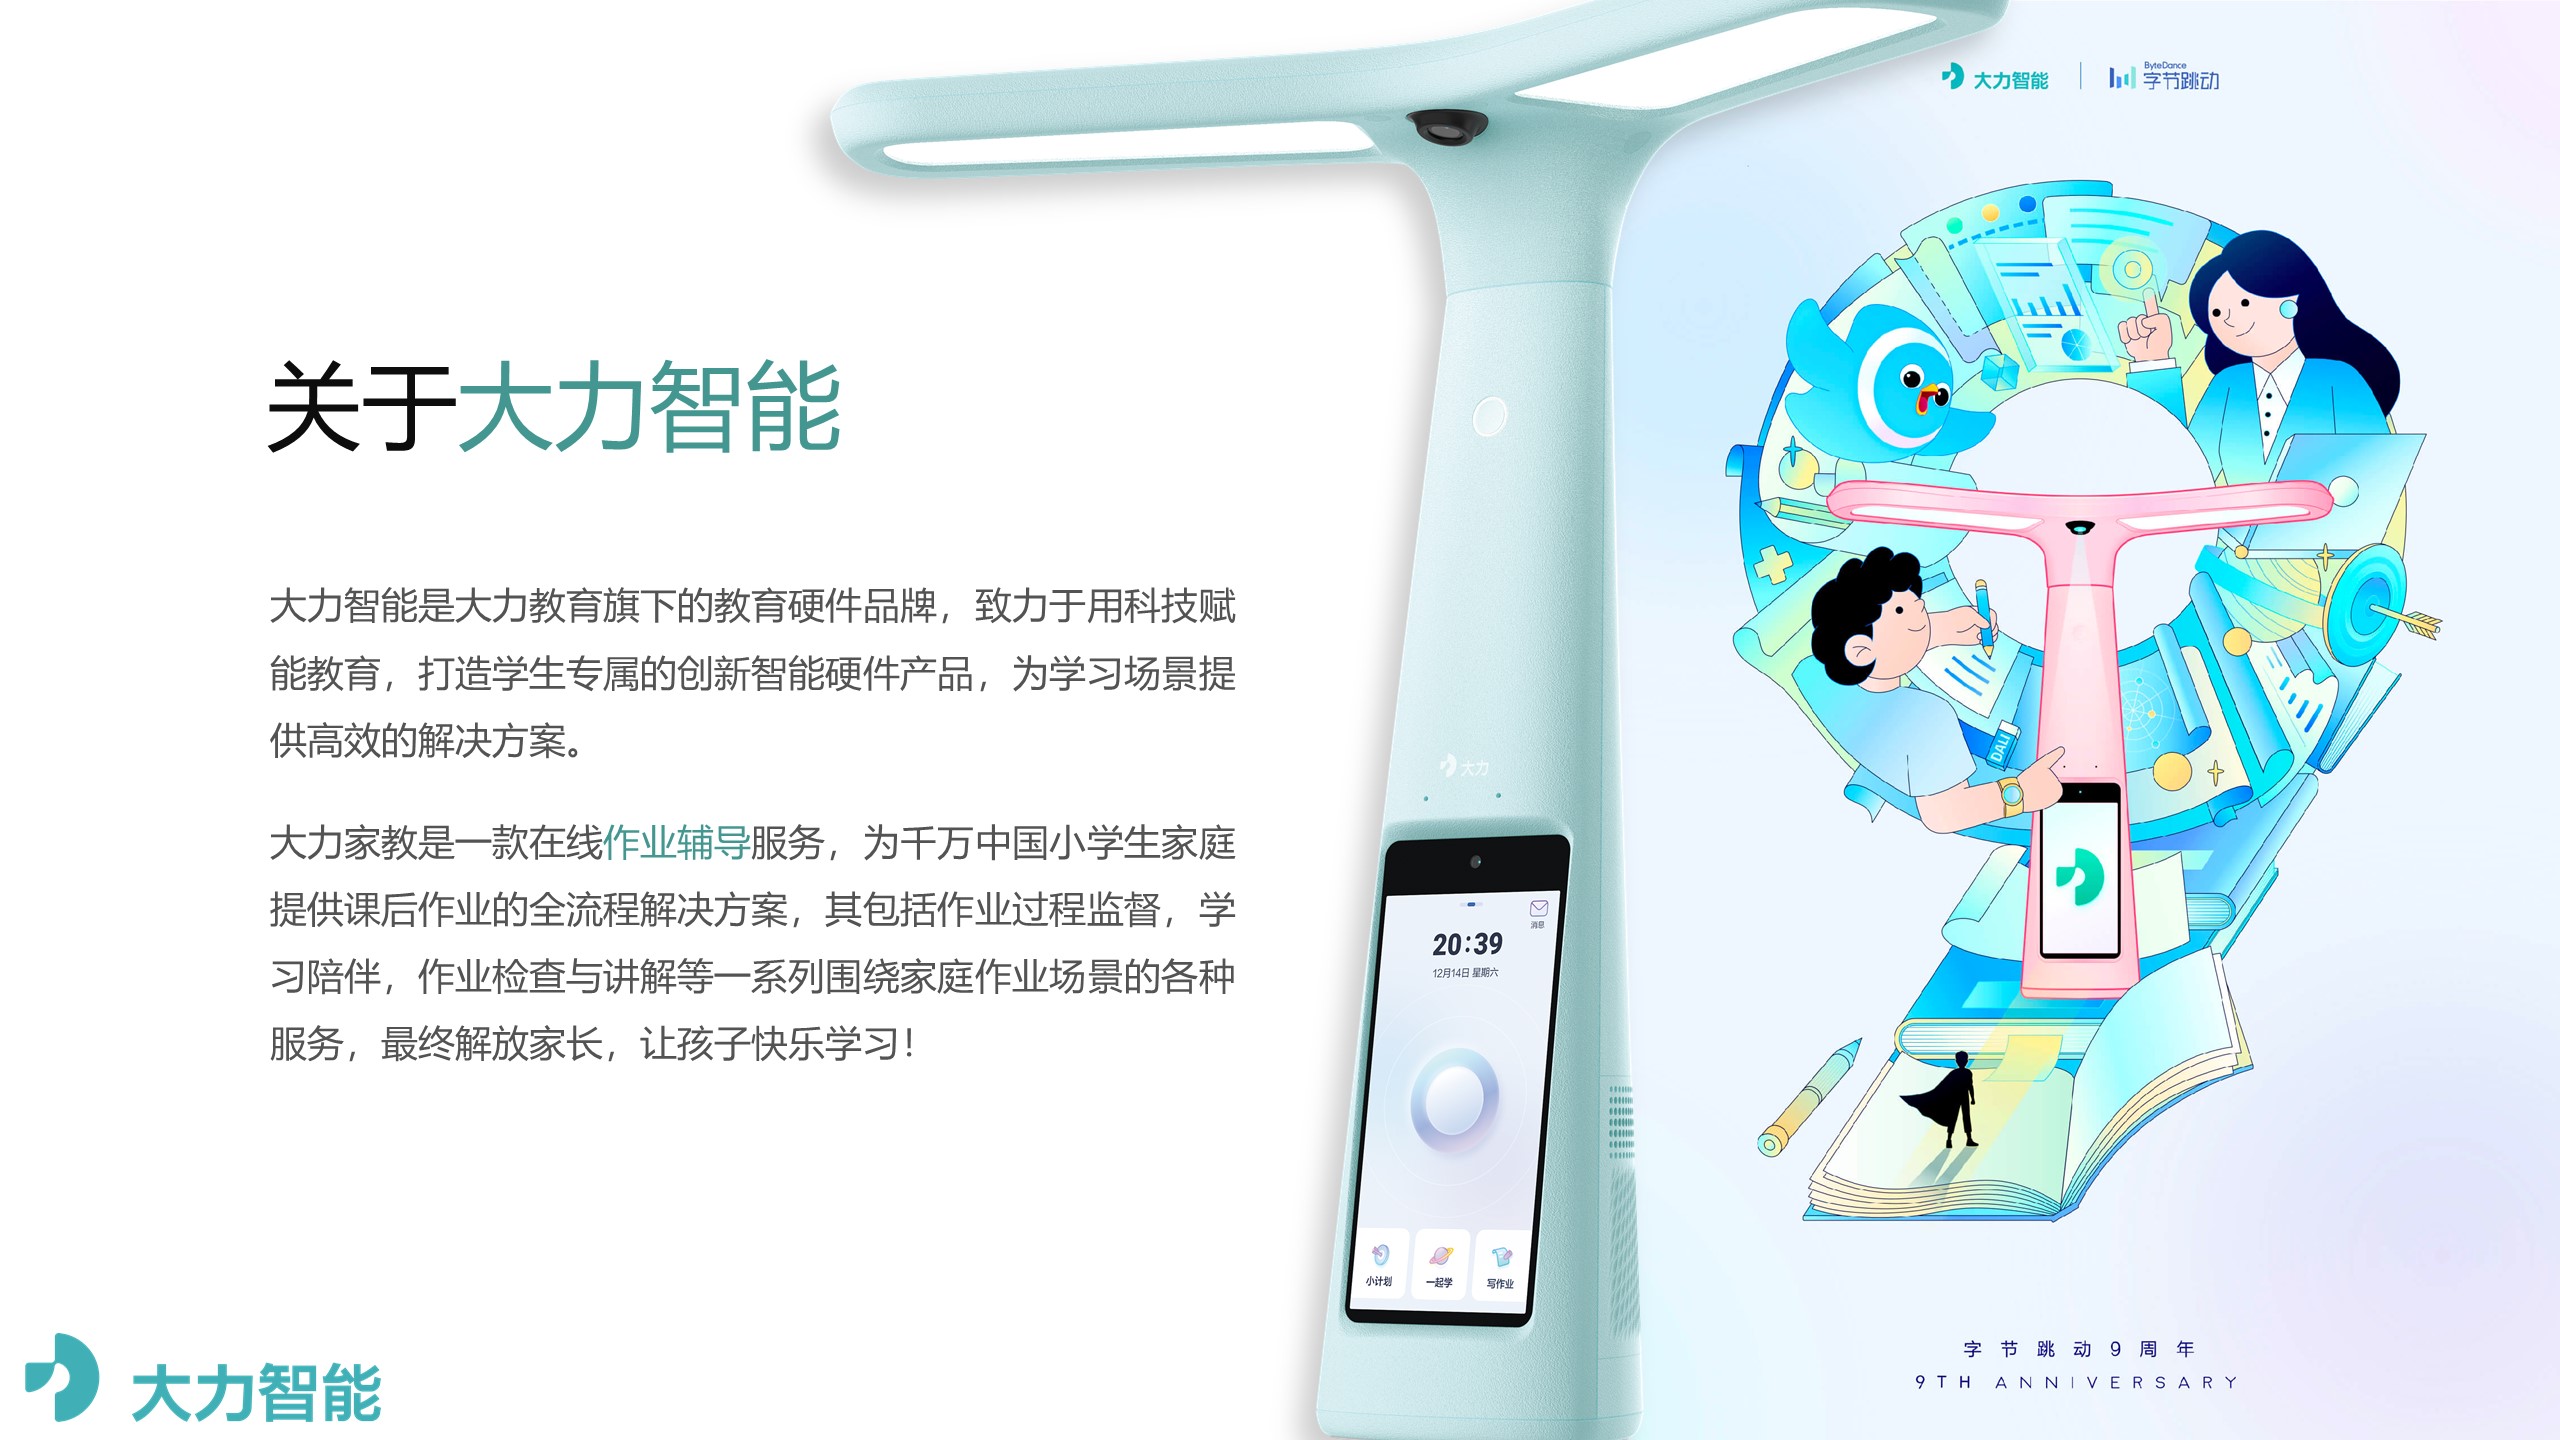 大力智能
ByteDance
字节跳动
关于大力智能
大力智能是大力教育旗下的教育硬件品牌，致力于用科技赋
能教育，打造学生专属的创新智能硬件产品，为学习场景提
供高效的解决方案。
大力家教是一款在线作业辅导服务，为千万中国小学生家庭
提供课后作业的全流程解决方案，其包括作业过程监督，学
习陪伴，作业检查与讲解等一系列围绕家庭作业场景的各种
服务，最终解放家长，让孩子快乐学习！
大力
消息
20:39
12月14日 星期六
小计划
一起学
写作业
DALI
字节跳动9周年
9TH ANNIVERSARY
大力智能